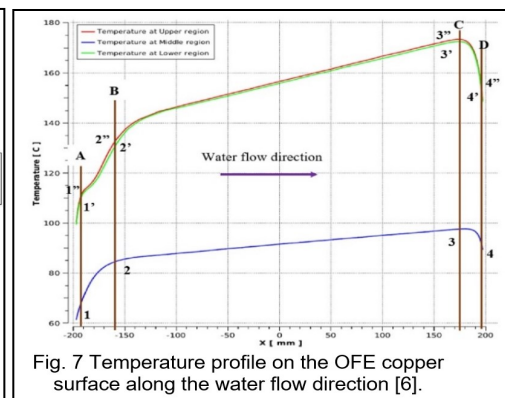 180
160
140
120
100
80
60
Temperature [ C ]
Temperature at Upper region
Temperature at Middle region
Temperature at Lower region
A
B
C
D
1”
1’
1
2”
2’
2
3”
3’
3
4”
4’
4
Water flow direction
-200 -150 -100 -50 0 50 100 150 200
X [ mm ]
Fig. 7 Temperature profile on the OFE copper
surface along the water flow direction [6].